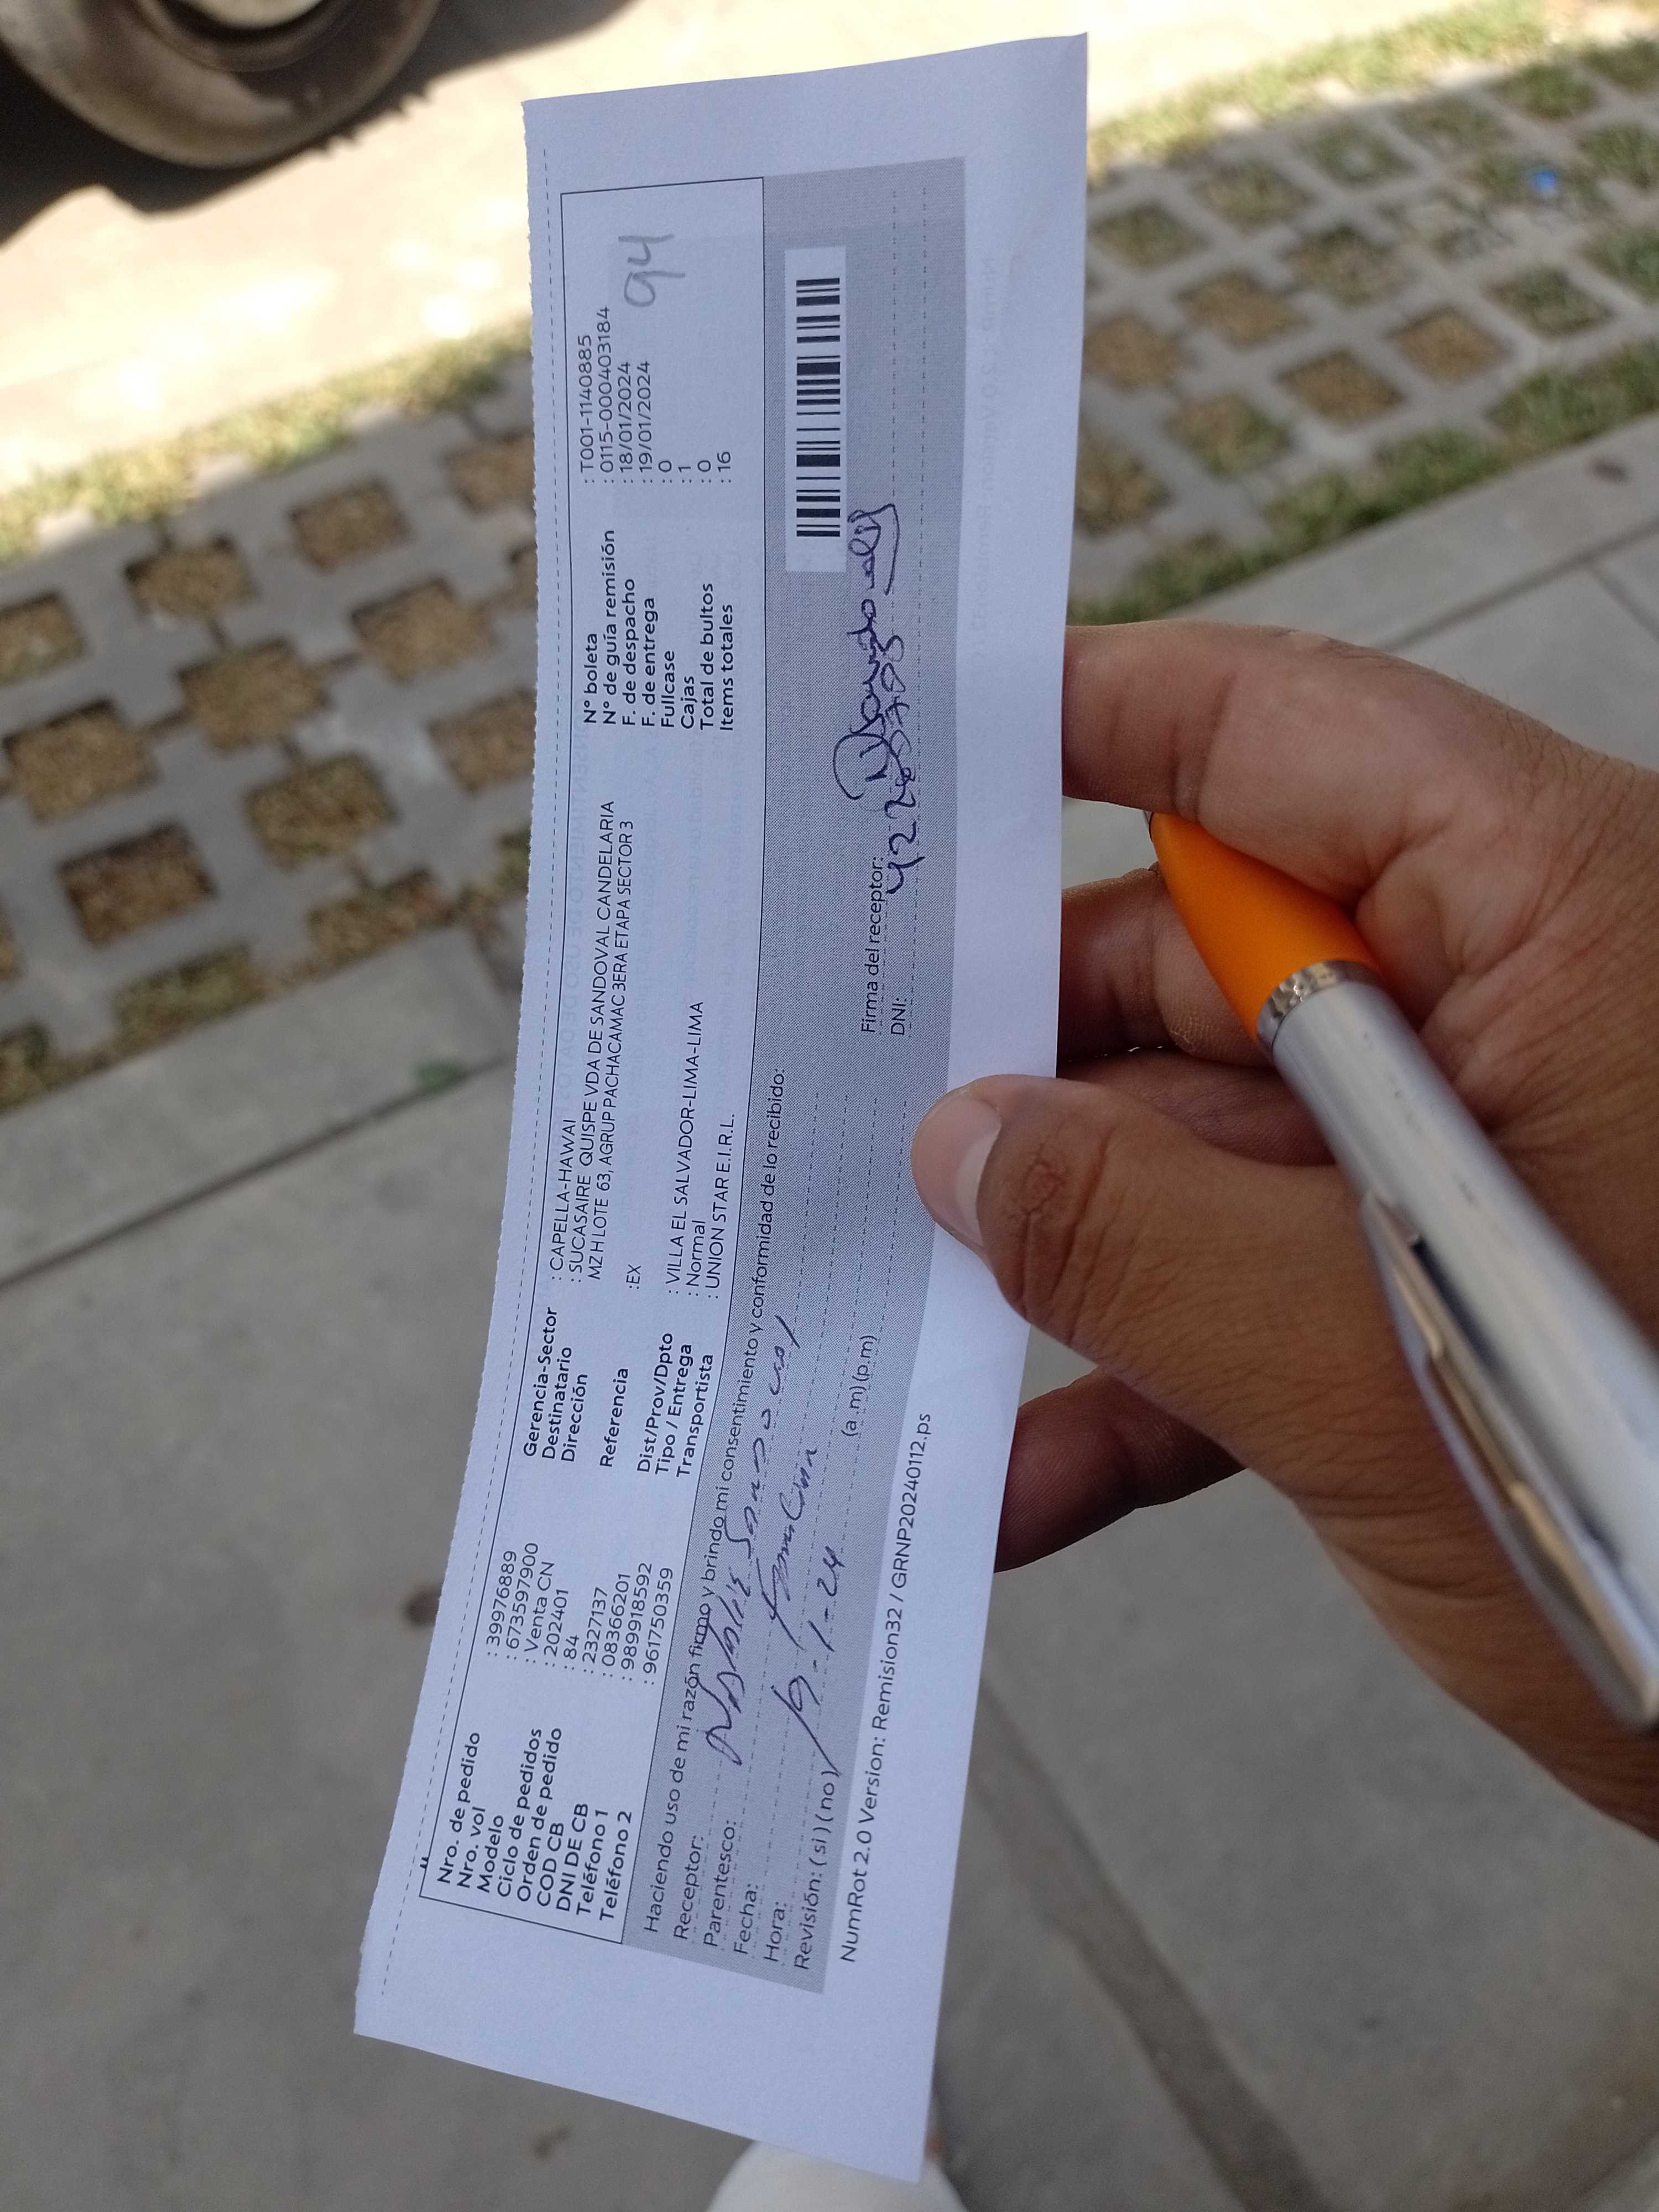 Nro. de pedido : 39976889
Nro. vol : 673597900
Modelo : Venta CN
Ciclo de pedidos : 202401
Orden de pedido : 84
COD CB : 2327137
DNI DE CB : 08366201
Teléfono 1 : 989918592
Teléfono 2 : 961750359
Gerencia-Sector : CAPELLA-HAWAI
Destinatario : SUCASAIRE QUISPE VDA DE SANDOVAL CANDELARIA
Dirección MZ H LOTE 63, AGRUP PACHACAMAC 3ERA ETAPA SECTOR 3
Referencia :EX
Dist/Prov/Dpto : VILLA EL SALVADOR-LIMA-LIMA
Tipo / Entrega : Normal
Transportista : UNION STAR E.I.R.L.
N° boleta : T001-1140885
N° de guía remisión : 0115-0000403184
F. de despacho : 18/01/2024
F. de entrega : 19/01/2024
Fullcase : 0
Cajas : 1
Total de bultos : 0
Items totales : 16
94
Haciendo uso de mi razón firmo y brindo mi consentimiento y conformidad de lo recibido:
Receptor:
Parentesco:
Fecha: -1-24
Hora: (a .m) (p.m)
Revisión: (si) (no)
Firma del receptor:
DNI:
NumRot 2.0 Version: Remision32 / GRNP20240112.ps